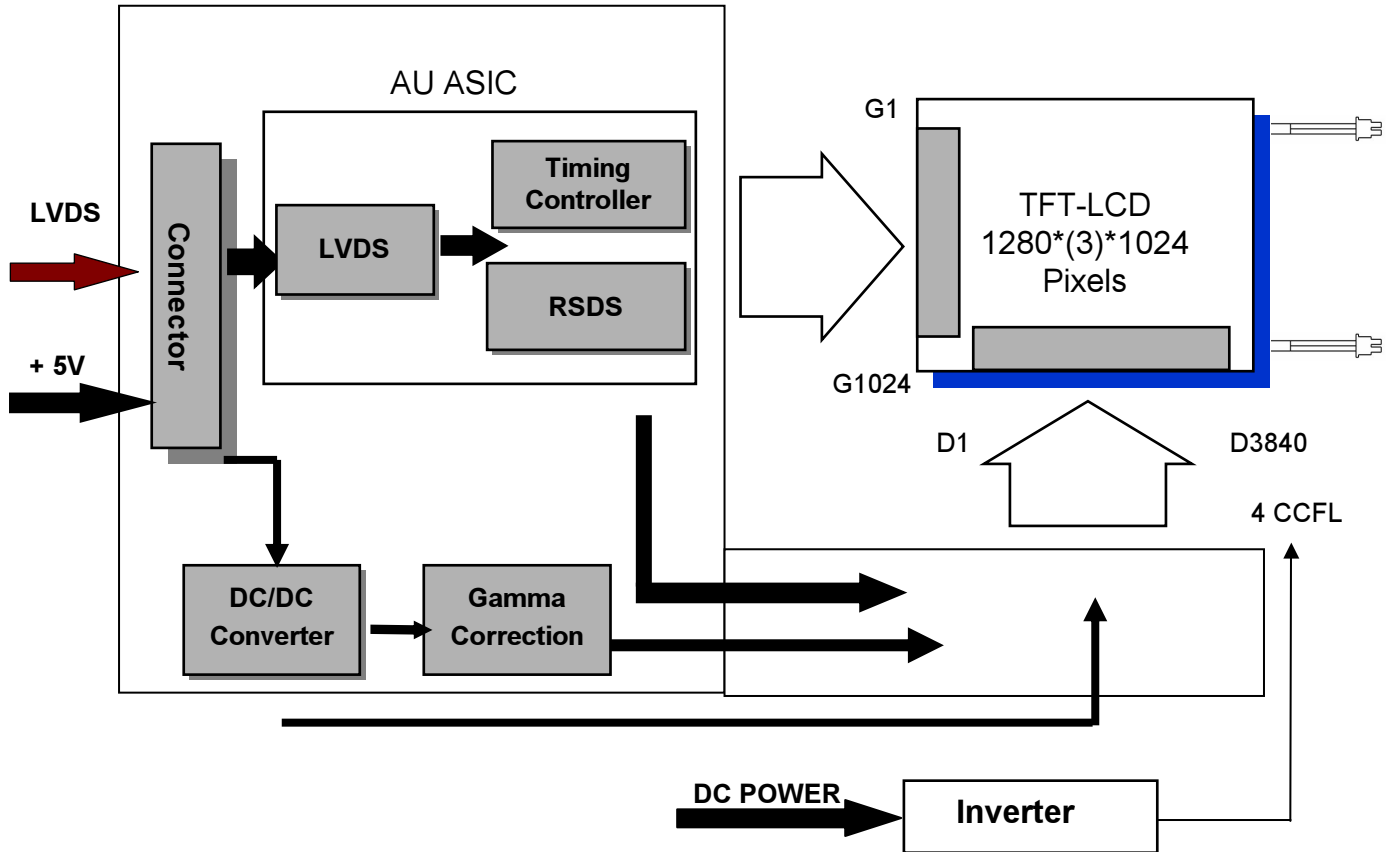 AU ASIC
LVDS
+ 5V
Connector
LVDS
Timing
Controller
RSDS
DC/DC
Converter
Gamma
Correction
G1
TFT-LCD
1280*(3)*1024
Pixels
G1024
D1
D3840
4 CCFL
DC POWER
Inverter